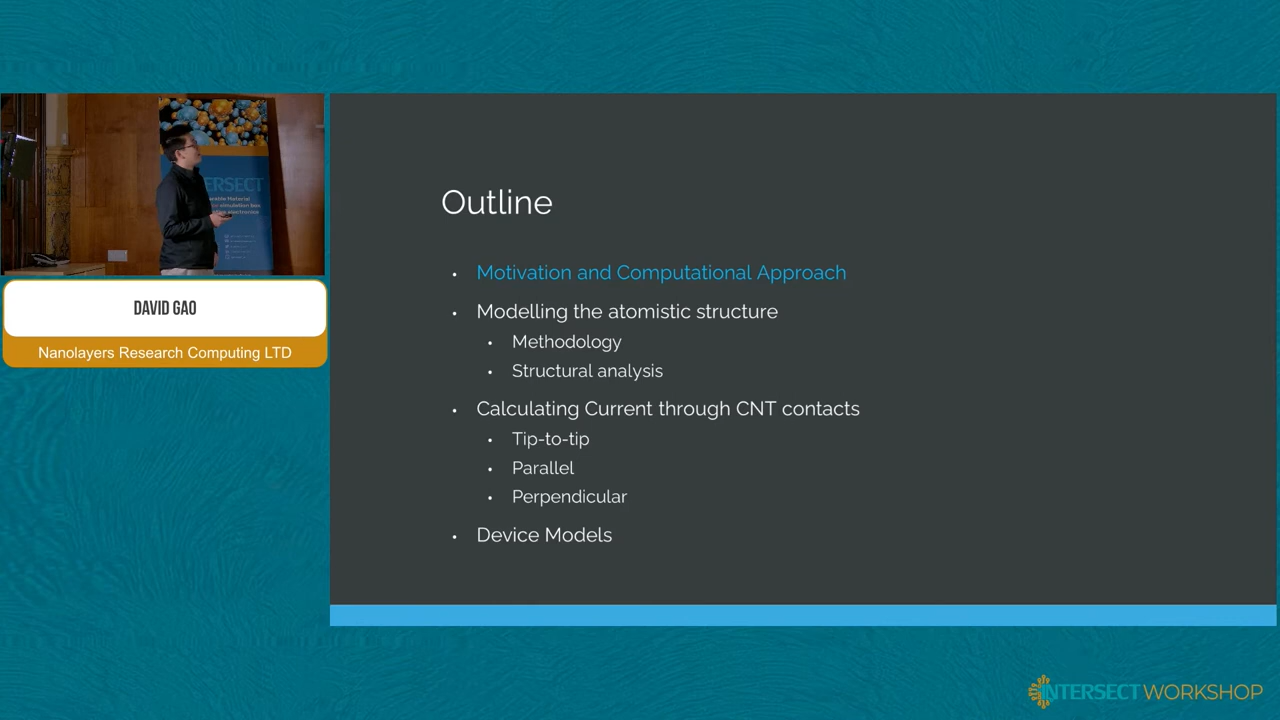 ERSECT
DAVID GAO
Nanolayers Research Computing LTD
Outline
• Motivation and Computational Approach
• Modelling the atomistic structure
• Methodology
• Structural analysis
• Calculating Current through CNT contacts
• Tip-to-tip
• Parallel
• Perpendicular
• Device Models
INTERSECT WORKSHOP